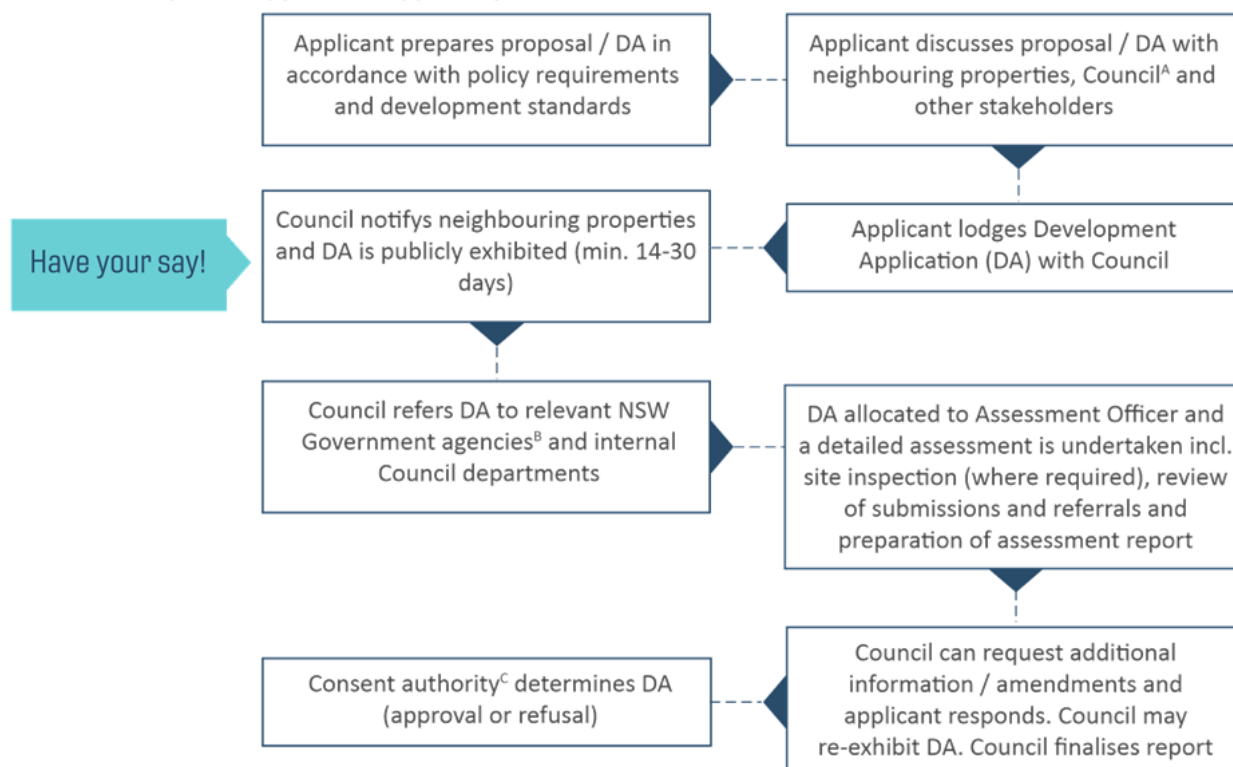 Applicant prepares proposal / DA in
accordance with policy requirements
and development standards
Applicant discusses proposal / DA with
neighbouring properties, Council^A and
other stakeholders
Applicant lodges Development
Application (DA) with Council
Have your say!
Council notifys neighbouring properties
and DA is publicly exhibited (min. 14-30
days)
Council refers DA to relevant NSW
Government agencies^B and internal
Council departments
DA allocated to Assessment Officer and
a detailed assessment is undertaken incl.
site inspection (where required), review
of submissions and referrals and
preparation of assessment report
Council can request additional
information / amendments and
applicant responds. Council may
re-exhibit DA. Council finalises report
Consent authority^C determines DA
(approval or refusal)